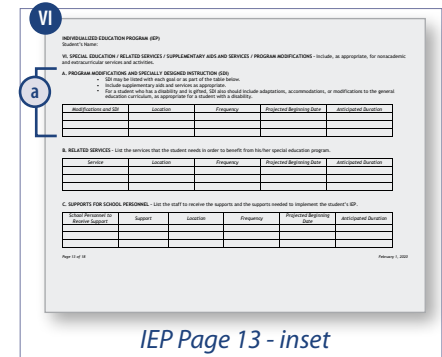 VI
INDIVIDUALIZED EDUCATION PROGRAM (IEP)
Student's Name:
VI. SPECIAL EDUCATION / RELATED SERVICES / SUPPLEMENTARY AIDS AND SERVICES / PROGRAM MODIFICATIONS – Include, as appropriate, for nonacademic
and extracurricular services and activities.
a
A. PROGRAM MODIFICATIONS AND SPECIALLY DESIGNED INSTRUCTION (SDI)
• SDI may be listed with each goal or as part of the table below.
• Include supplementary aids and services as appropriate.
• For a student who has a disability and is gifted, SDI also should include adaptations, accommodations, or modifications to the general
education curriculum, as appropriate for a student with a disability.
Modifications and SDI Location Frequency Projected Beginning Date Anticipated Duration
B. RELATED SERVICES – List the services that the student needs in order to benefit from his/her special education program.
Service Location Frequency Projected Beginning Date Anticipated Duration
C. SUPPORTS FOR SCHOOL PERSONNEL – List the staff to receive the supports and the supports needed to implement the student's IEP.
School Personnel to Receive Support Support Location Frequency Projected Beginning Date Anticipated Duration
Page 13 of 18 February 1, 2020
IEP Page 13 - inset